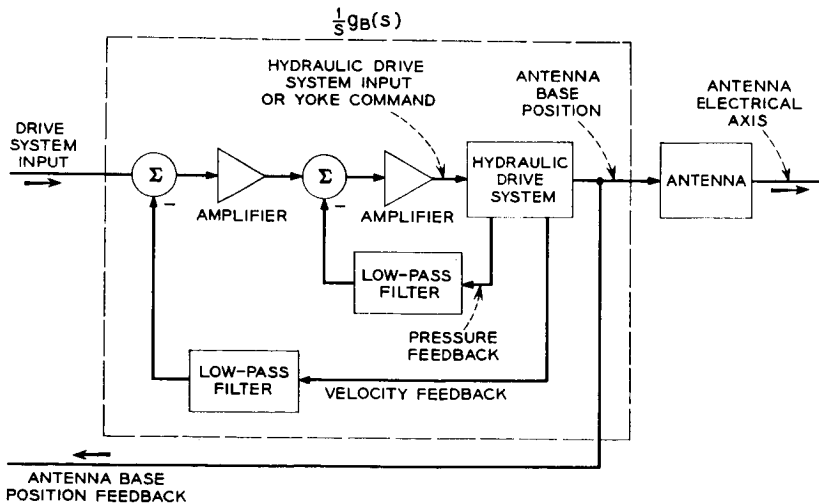 1/S gB(s)
HYDRAULIC DRIVE
SYSTEM INPUT
OR YOKE COMMAND
ANTENNA
BASE
POSITION
ANTENNA
ELECTRICAL
AXIS
DRIVE
SYSTEM
INPUT
Σ
AMPLIFIER
Σ
AMPLIFIER
HYDRAULIC
DRIVE
SYSTEM
ANTENNA
–
–
LOW-PASS
FILTER
PRESSURE
FEEDBACK
LOW-PASS
FILTER
VELOCITY FEEDBACK
ANTENNA BASE
POSITION FEEDBACK